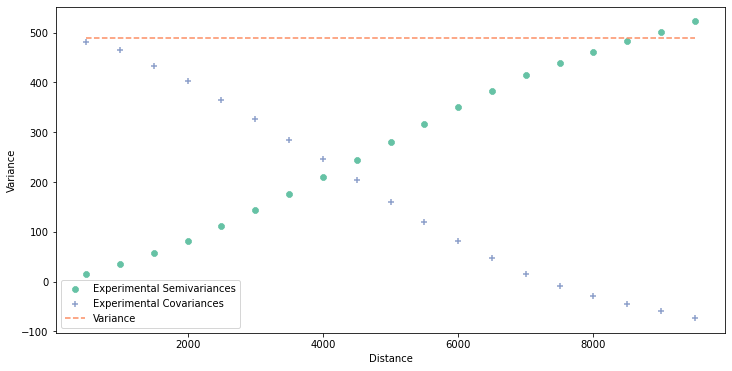 500
400
300
200
100
0
−100
Variance
Experimental Semivariances
Experimental Covariances
Variance
2000 4000 6000 8000
Distance